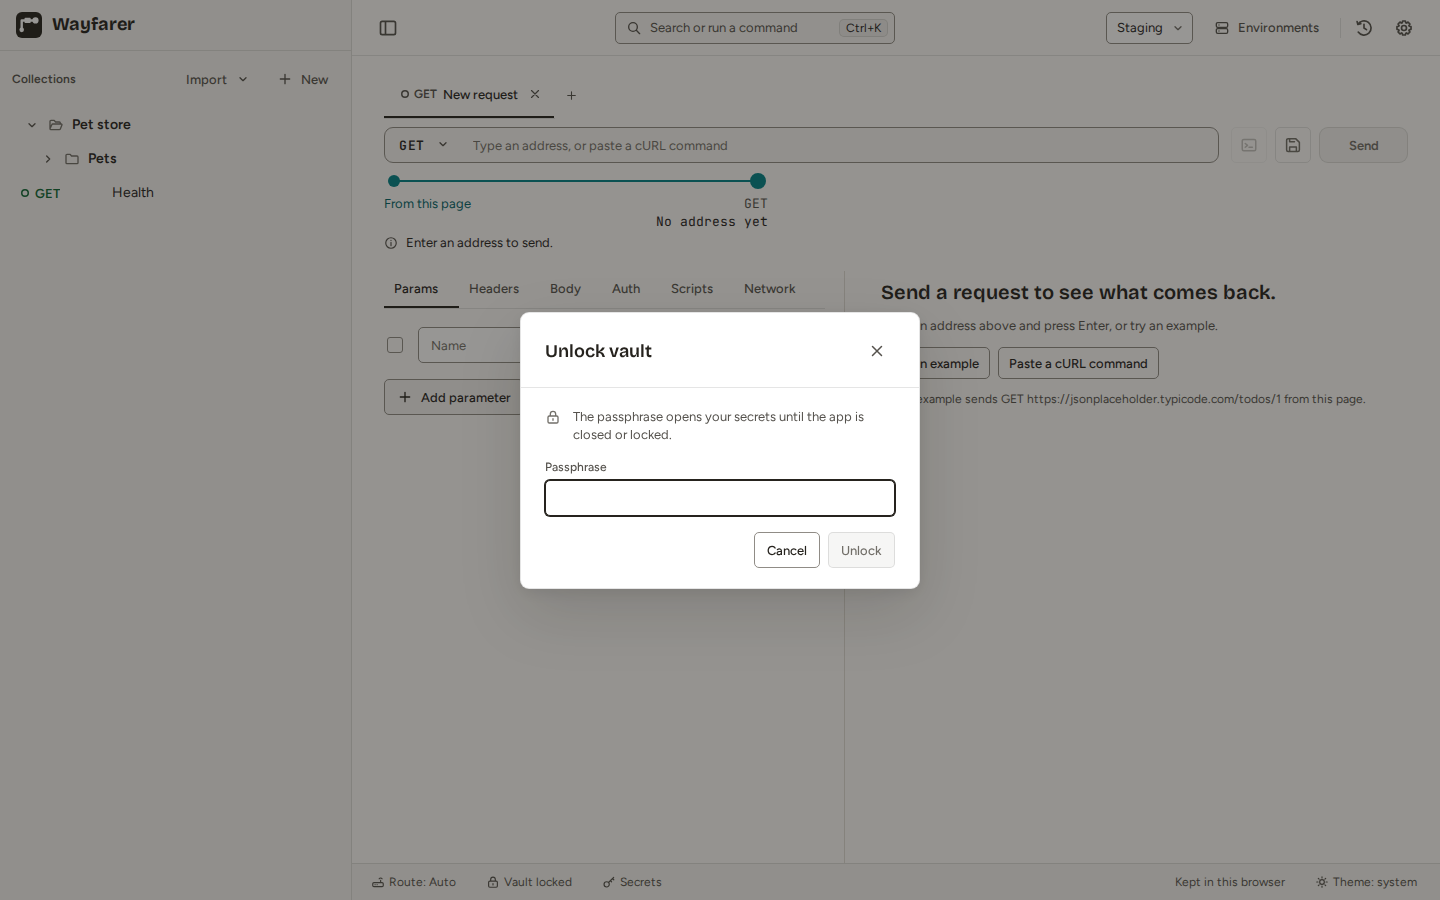 Wayfarer
Search or run a command
Ctrl+K
Staging
Environments
Collections
Import
New
GET New request
Pet store
Pets
GET Health
GET
Type an address, or paste a cURL command
Send
From this page
GET
No address yet
Enter an address to send.
Params
Headers
Body
Auth
Scripts
Network
Send a request to see what comes back.
n address above and press Enter, or try an example.
Name
n example
Paste a cURL command
Add parameter
example sends GET https://jsonplaceholder.typicode.com/todos/1 from this page.
Unlock vault
The passphrase opens your secrets until the app is
closed or locked.
Passphrase
Cancel
Unlock
Route: Auto
Vault locked
Secrets
Kept in this browser
Theme: system